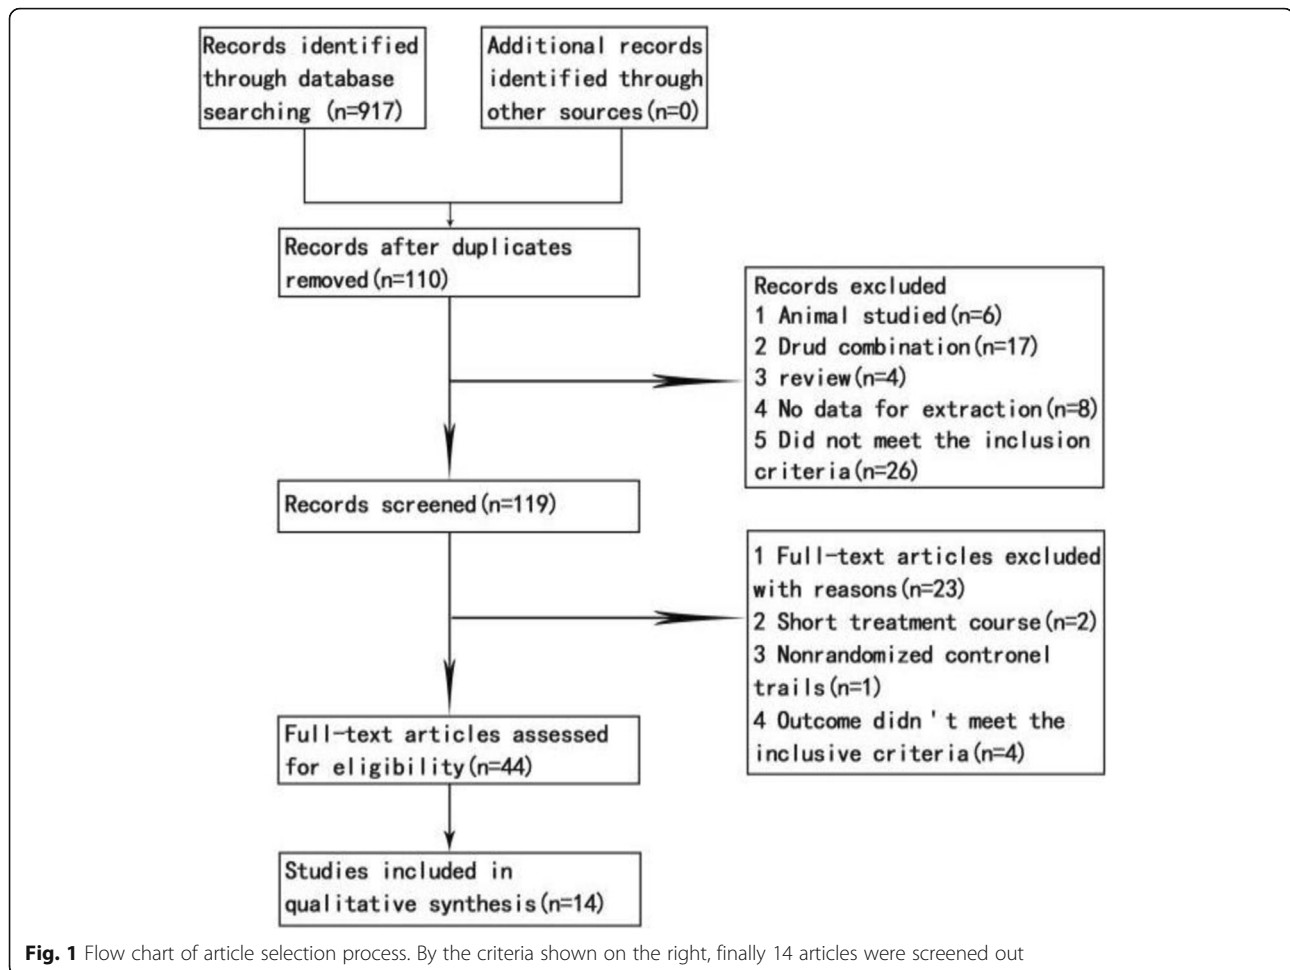 Records identified
through database
searching (n=917)
Additional records
identified through
other sources(n=0)
Records after duplicates
removed(n=110)
Records excluded
1 Animal studied(n=6)
2 Drud combination(n=17)
3 review(n=4)
4 No data for extraction(n=8)
5 Did not meet the inclusion
criteria(n=26)
Records screened(n=119)
1 Full-text articles excluded
with reasons(n=23)
2 Short treatment course(n=2)
3 Nonrandomized contronel
trails(n=1)
4 Outcome didn't meet the
inclusive criteria(n=4)
Full-text articles assessed
for eligibility(n=44)
Studies included in
qualitative synthesis(n=14)
Fig. 1 Flow chart of article selection process. By the criteria shown on the right, finally 14 articles were screened out